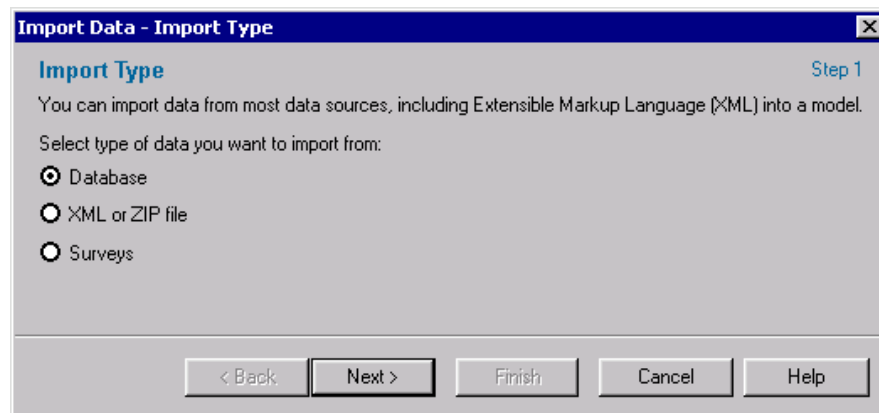 Import Data - Import Type
Import Type
Step 1
You can import data from most data sources, including Extensible Markup Language (XML) into a model.
Select type of data you want to import from:
Database
XML or ZIP file
Surveys
< Back
Next >
Finish
Cancel
Help